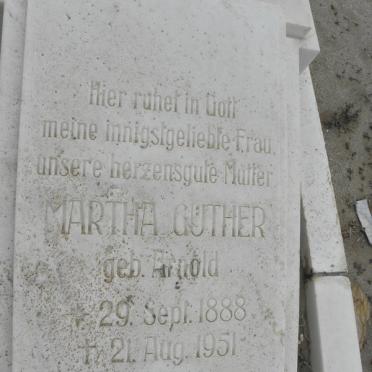 Hier ruhet in Gott
meine innigstgeliebte Frau,
unsere herzensgute Mutter
MARTHA GUTHER
geb. Arnold
* 29. Sept. 1888
+ 21. Aug. 1951